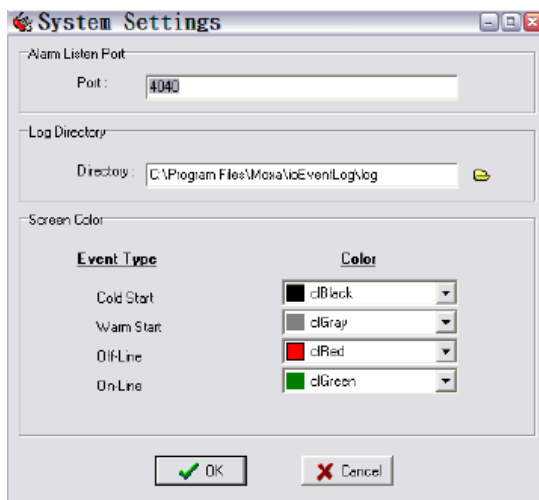 System Settings
Alarm Listen Port
Port :
4040
Log Directory
Directory :
C:\Program Files\Moxa\ioEventLog\log
Screen Color
Event Type Color
Cold Start clBlack
Warm Start clGray
Off-Line clRed
On-Line clGreen
OK Cancel